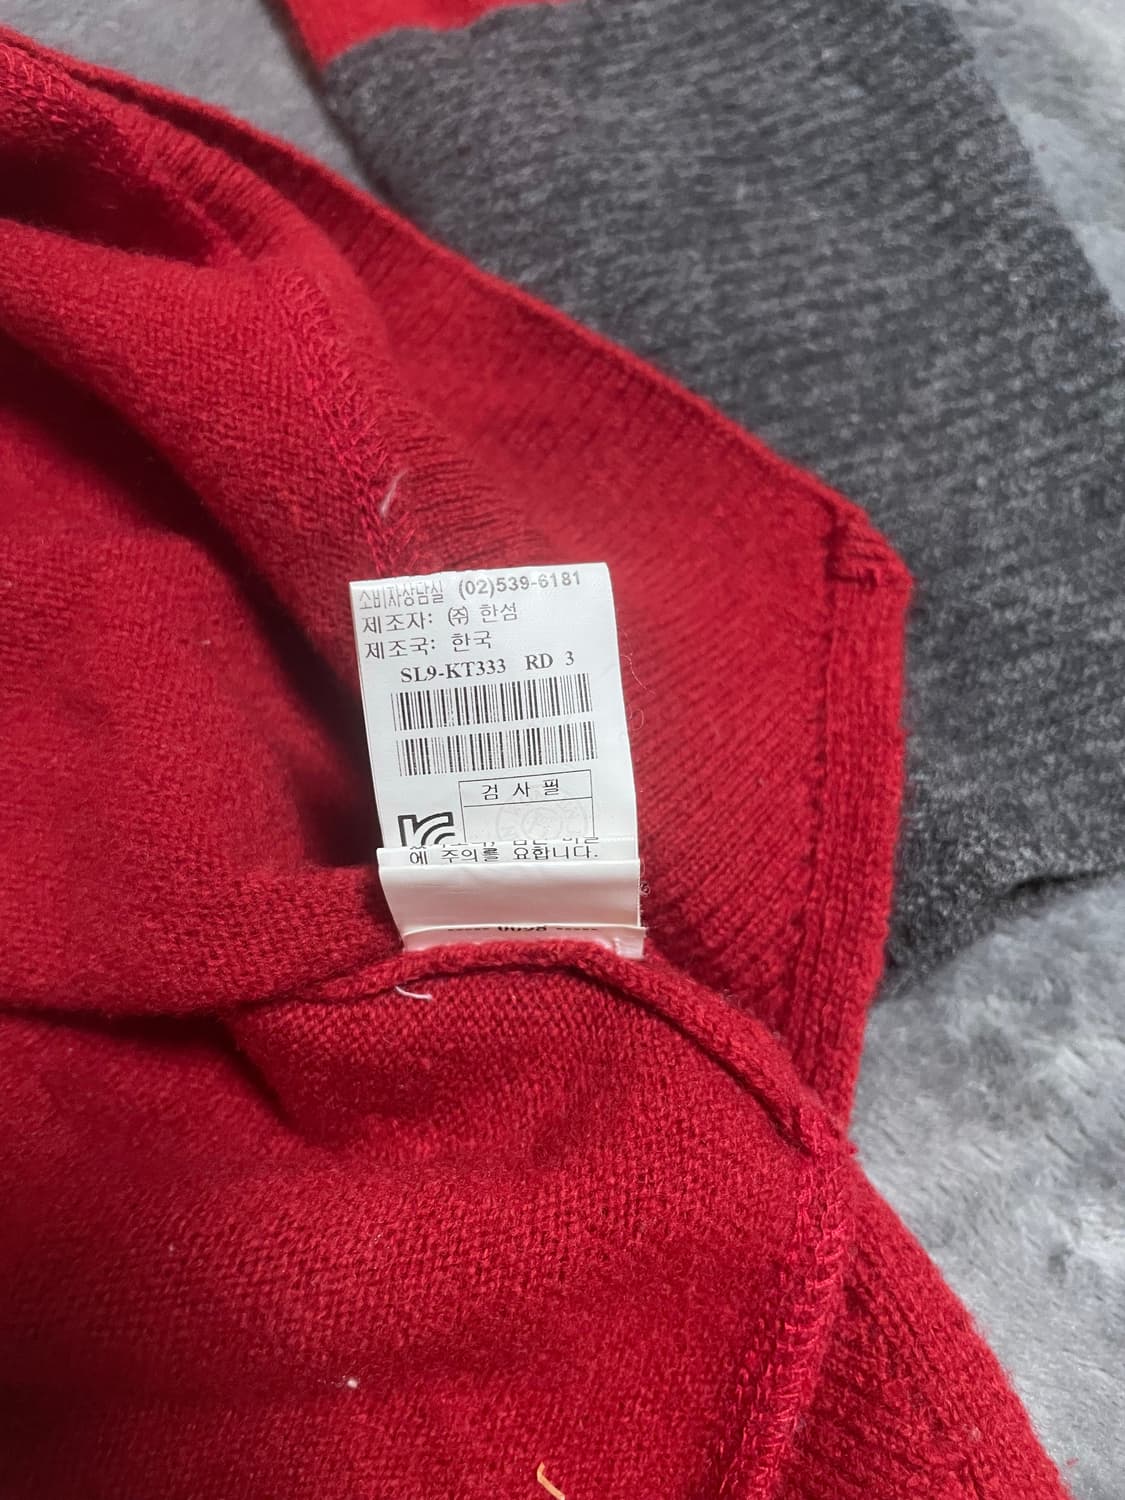 소비자상담실 (02)539-6181
제조자: ㈜ 한섬
제조국: 한국
SL9-KT333 RD 3
검 사 필
에 주의를 요합니다.